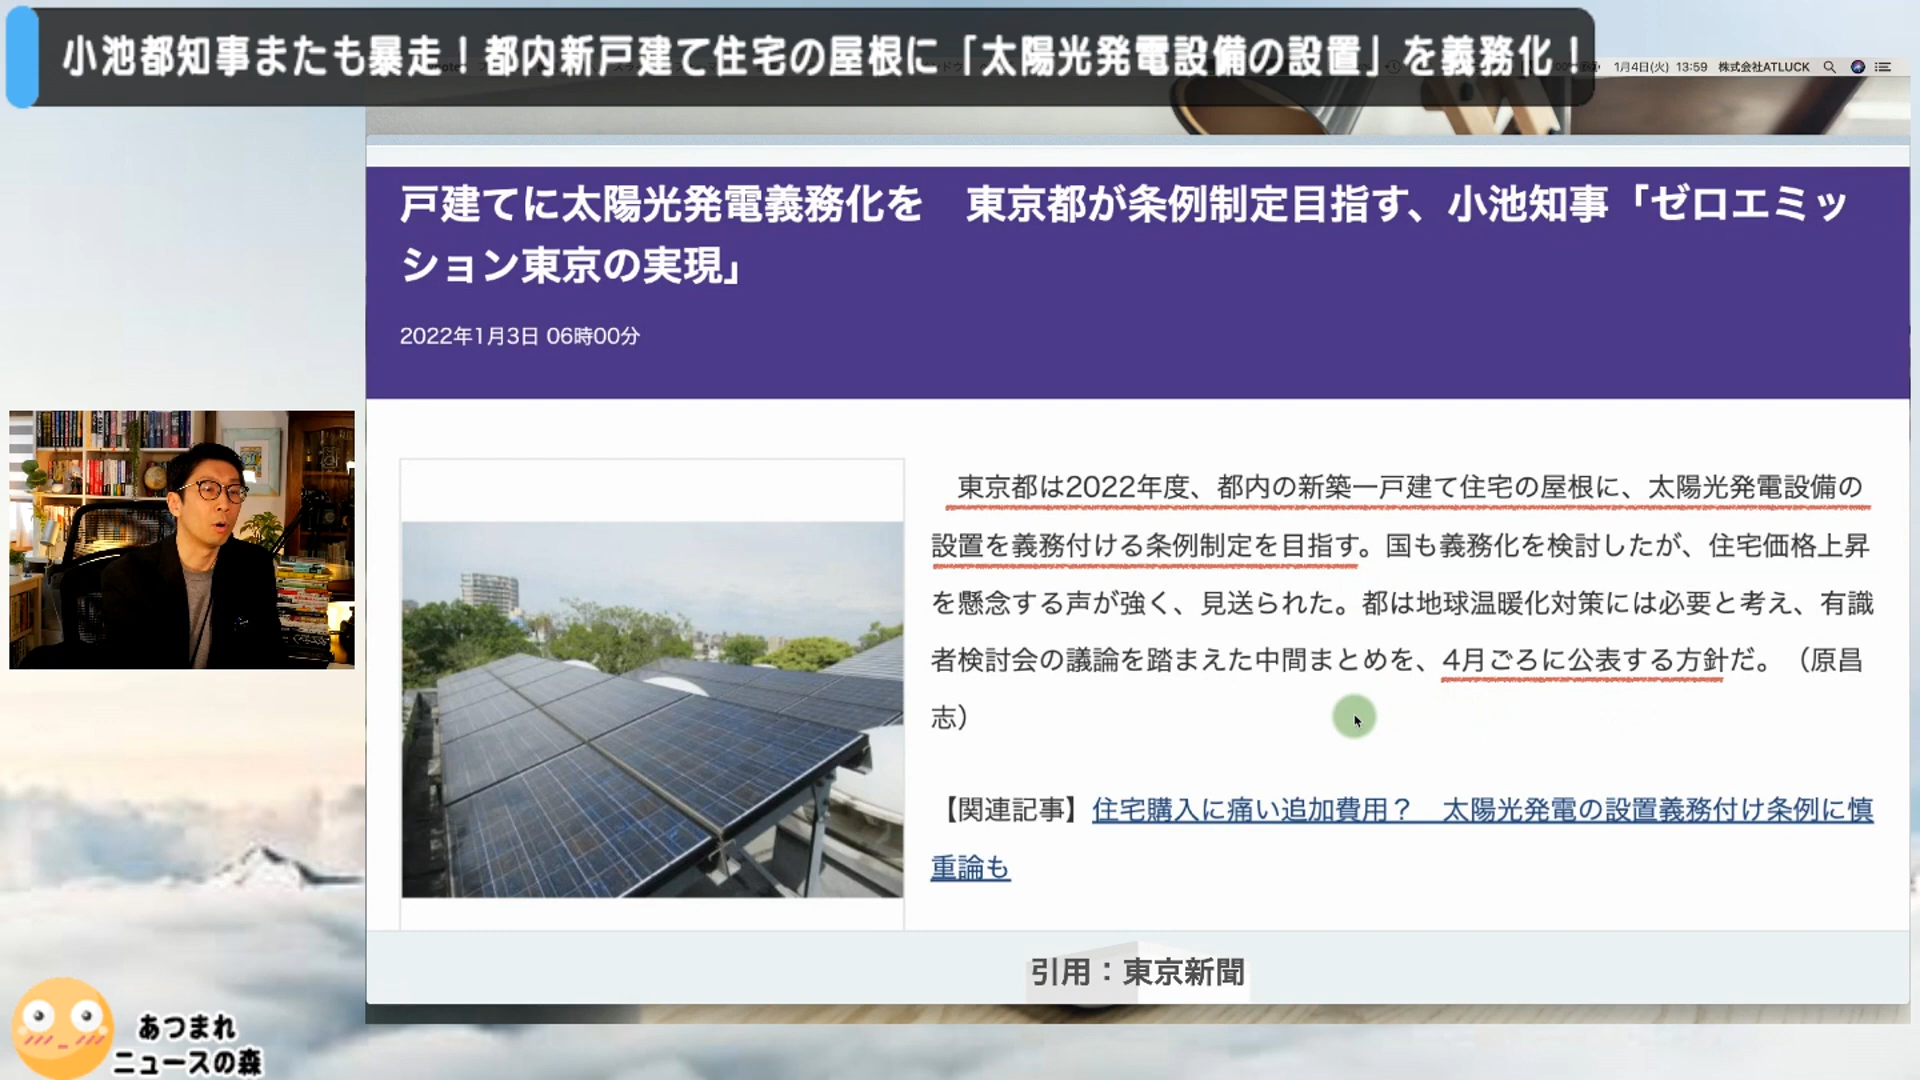 小池都知事またも暴走！都内新戸建て住宅の屋根に「太陽光発電設備の設置」を義務化！
1月4日(火) 13:59 株式会社ATLUCK
戸建てに太陽光発電義務化を　東京都が条例制定目指す、小池知事「ゼロエミッ
ション東京の実現」
2022年1月3日 06時00分
東京都は2022年度、都内の新築一戸建て住宅の屋根に、太陽光発電設備の
設置を義務付ける条例制定を目指す。国も義務化を検討したが、住宅価格上昇
を懸念する声が強く、見送られた。都は地球温暖化対策には必要と考え、有識
者検討会の議論を踏まえた中間まとめを、4月ごろに公表する方針だ。（原昌
志）
【関連記事】住宅購入に痛い追加費用？　太陽光発電の設置義務付け条例に慎
重論も
引用：東京新聞
あつまれ
ニュースの森